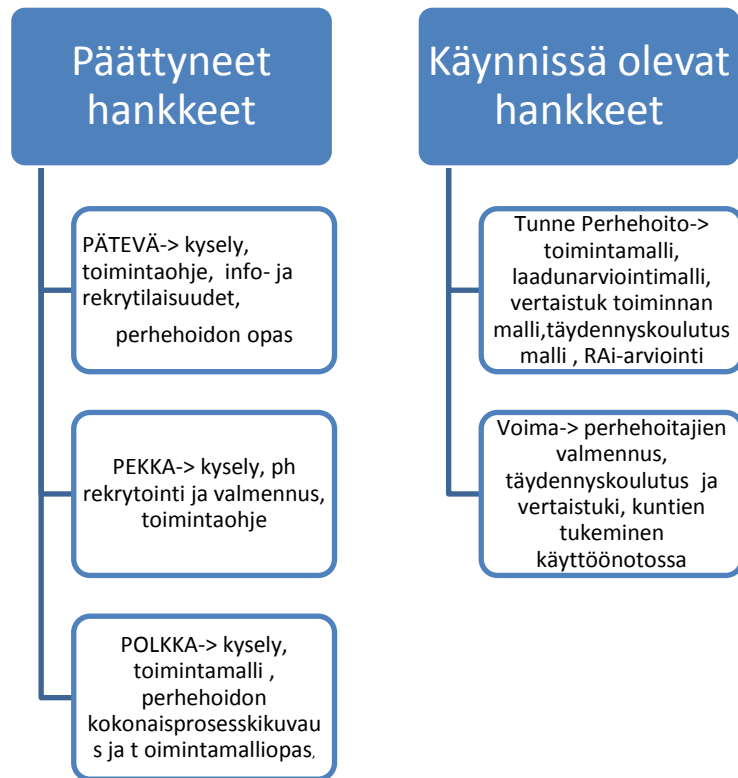 Päättyneet
hankkeet
PÄTEVÄ-> kysely,
toimintaohje, info- ja
rekrytilaisuudet,
perhehoidon opas
PEKKA-> kysely, ph
rekrytointi ja valmennus,
toimintaohje
POLKKA-> kysely,
toimintamalli ,
perhehoidon
kokonaisprosesskikuvau
s ja t oimintamalliopas,
Käynnissä olevat
hankkeet
Tunne Perhehoito->
toimintamalli,
laadunarviointimalli,
vertaistuk toiminnan
malli,täydennyskoulutus
malli , RAi-arviointi
Voima-> perhehoitajien
valmennus,
täydennyskoulutus ja
vertaistuki, kuntien
tukeminen
käyttöönotossa